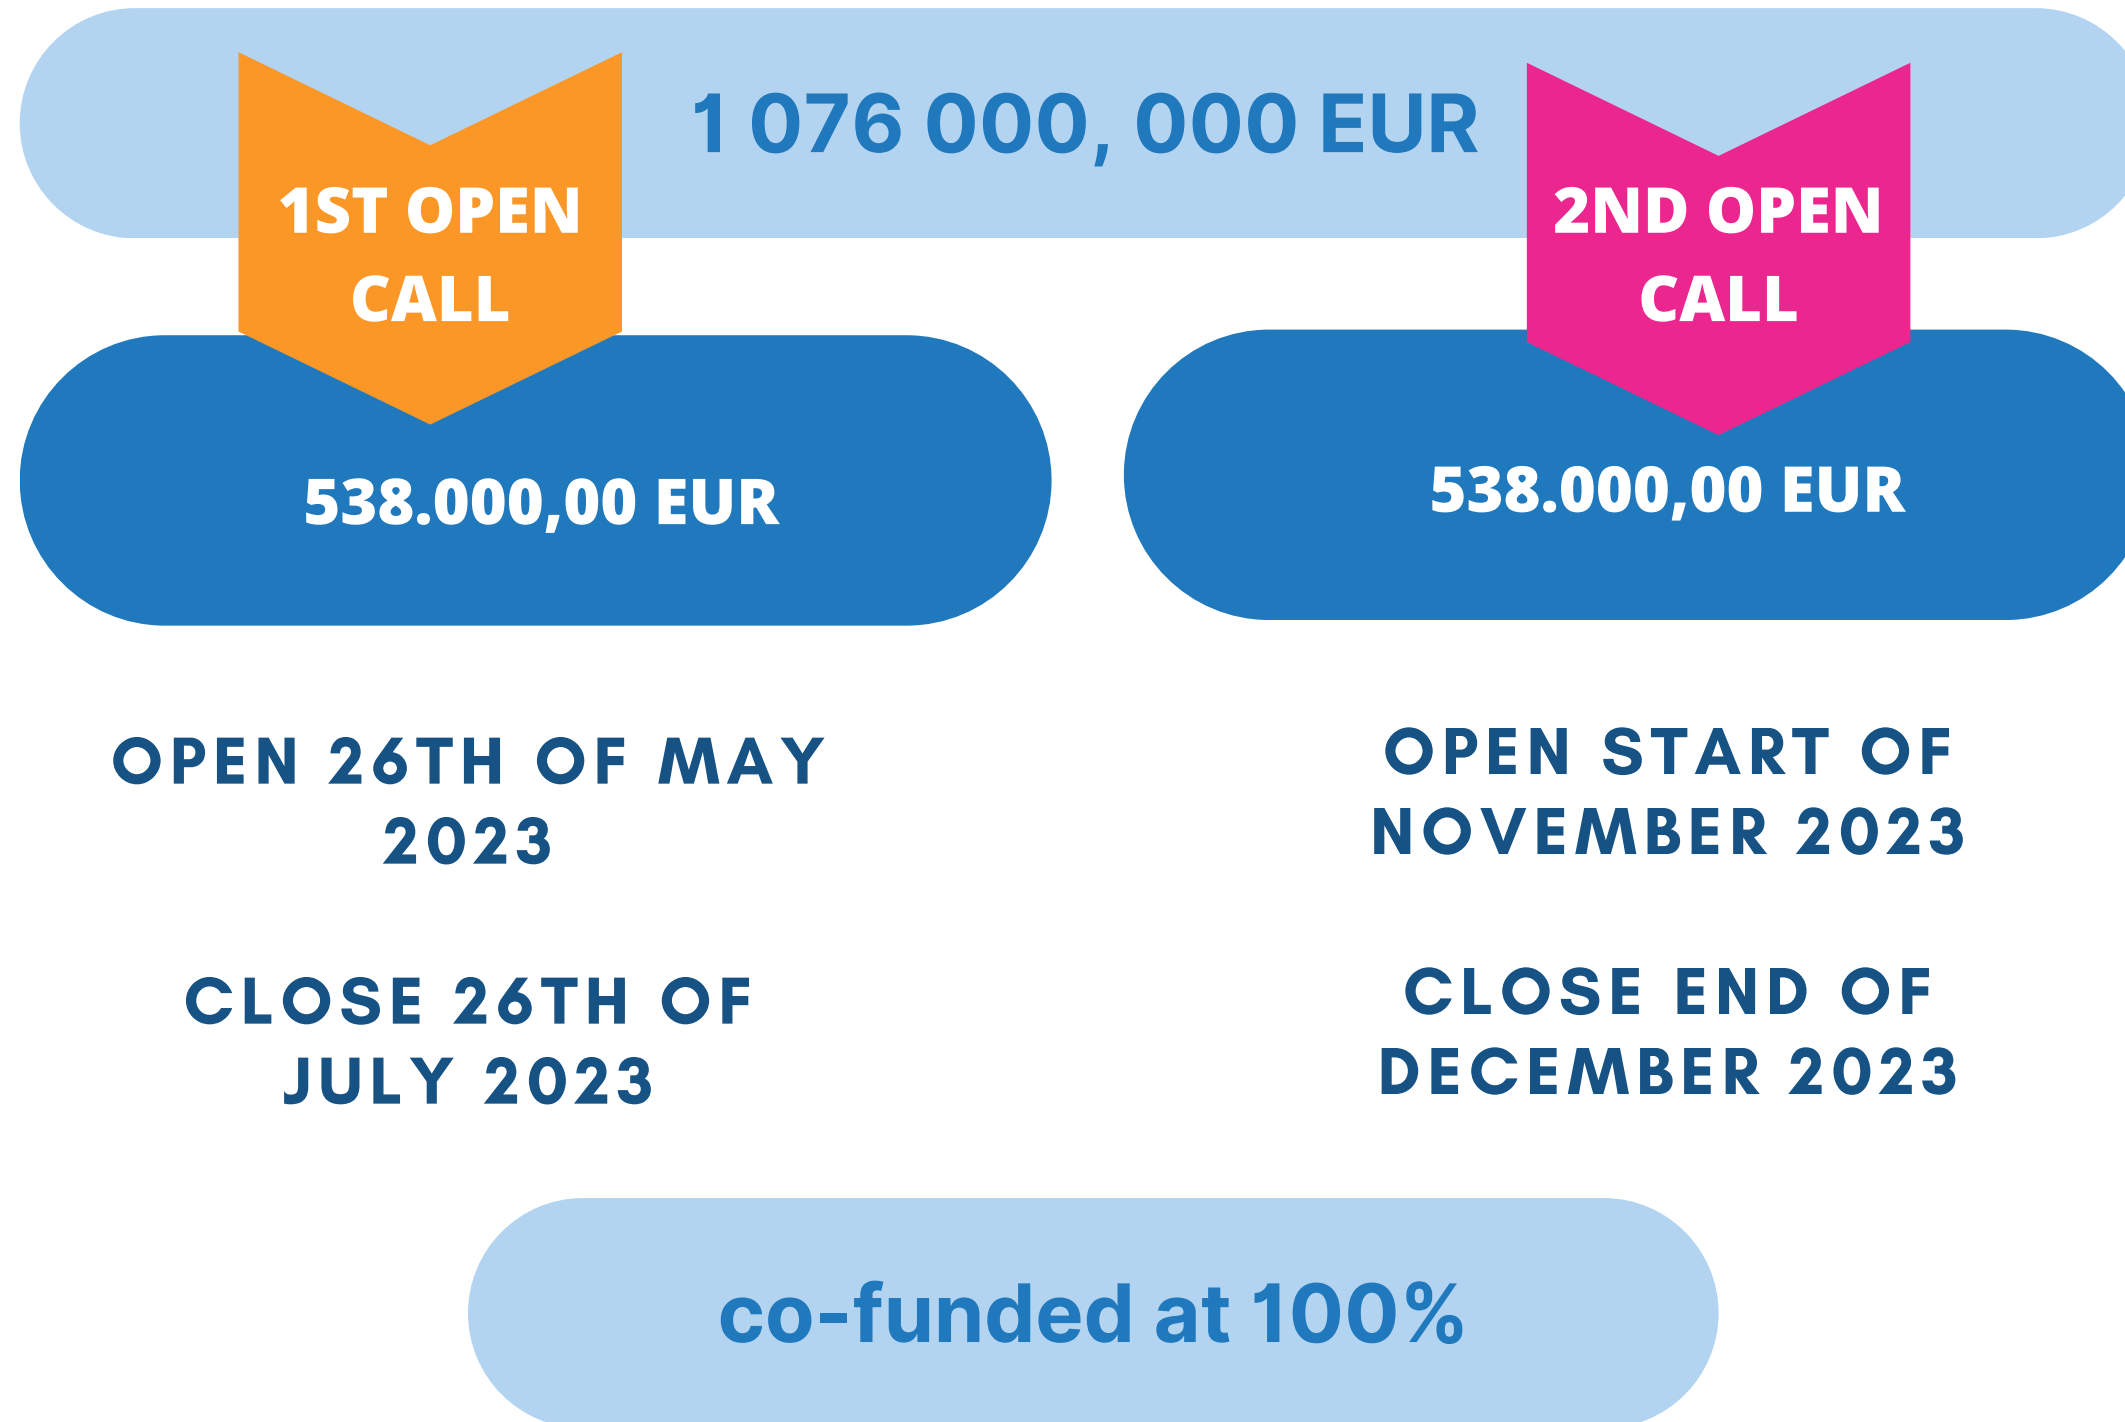 1 076 000, 000 EUR
1ST OPEN
CALL
538.000,00 EUR
OPEN 26TH OF MAY
2023
CLOSE 26TH OF
JULY 2023
2ND OPEN
CALL
538.000,00 EUR
OPEN START OF
NOVEMBER 2023
CLOSE END OF
DECEMBER 2023
co-funded at 100%